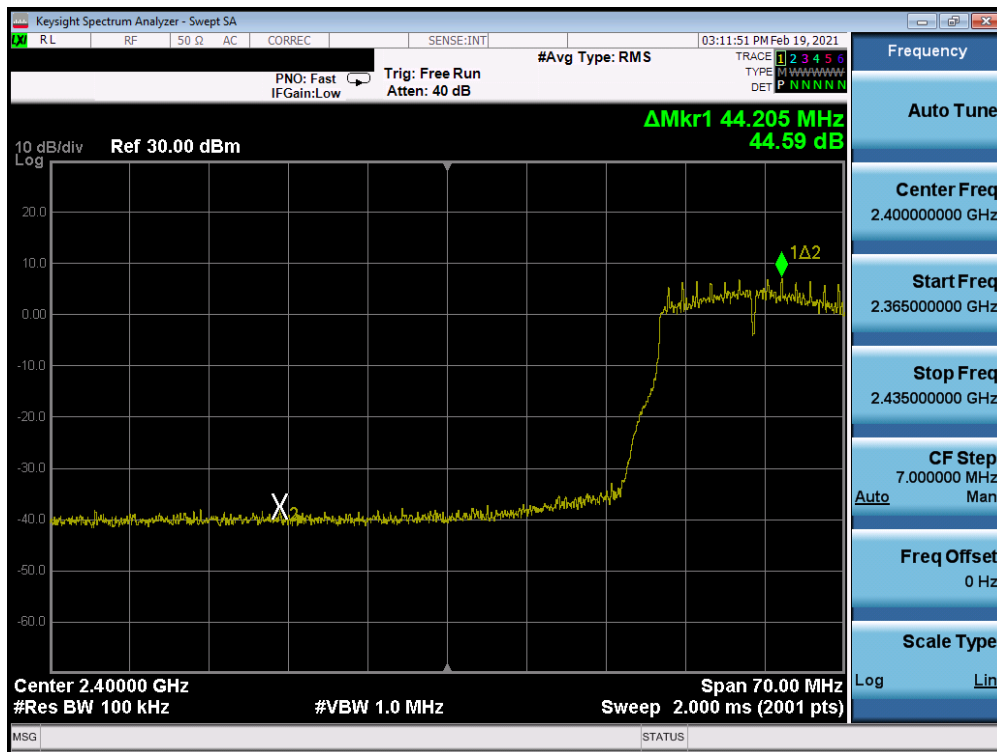 Keysight Spectrum Analyzer - Swept SA
LXI RL RF 50 Ω AC CORREC SENSE:INT 03:11:51 PM Feb 19, 2021
#Avg Type: RMS TRACE 1 2 3 4 5 6
PNO: Fast Trig: Free Run TYPE M WWWWW
IFGain:Low Atten: 40 dB DET P N N N N N
ΔMkr1 44.205 MHz
44.59 dB
10 dB/div Ref 30.00 dBm
Log
1Δ2
20.0
10.0
0.00
-10.0
-20.0
-30.0
X2
-40.0
-50.0
-60.0
Center 2.40000 GHz Span 70.00 MHz
#Res BW 100 kHz #VBW 1.0 MHz Sweep 2.000 ms (2001 pts)
MSG STATUS
Frequency
Auto Tune
Center Freq
2.400000000 GHz
Start Freq
2.365000000 GHz
Stop Freq
2.435000000 GHz
CF Step
7.000000 MHz
Auto Man
Freq Offset
0 Hz
Scale Type
Log Lin